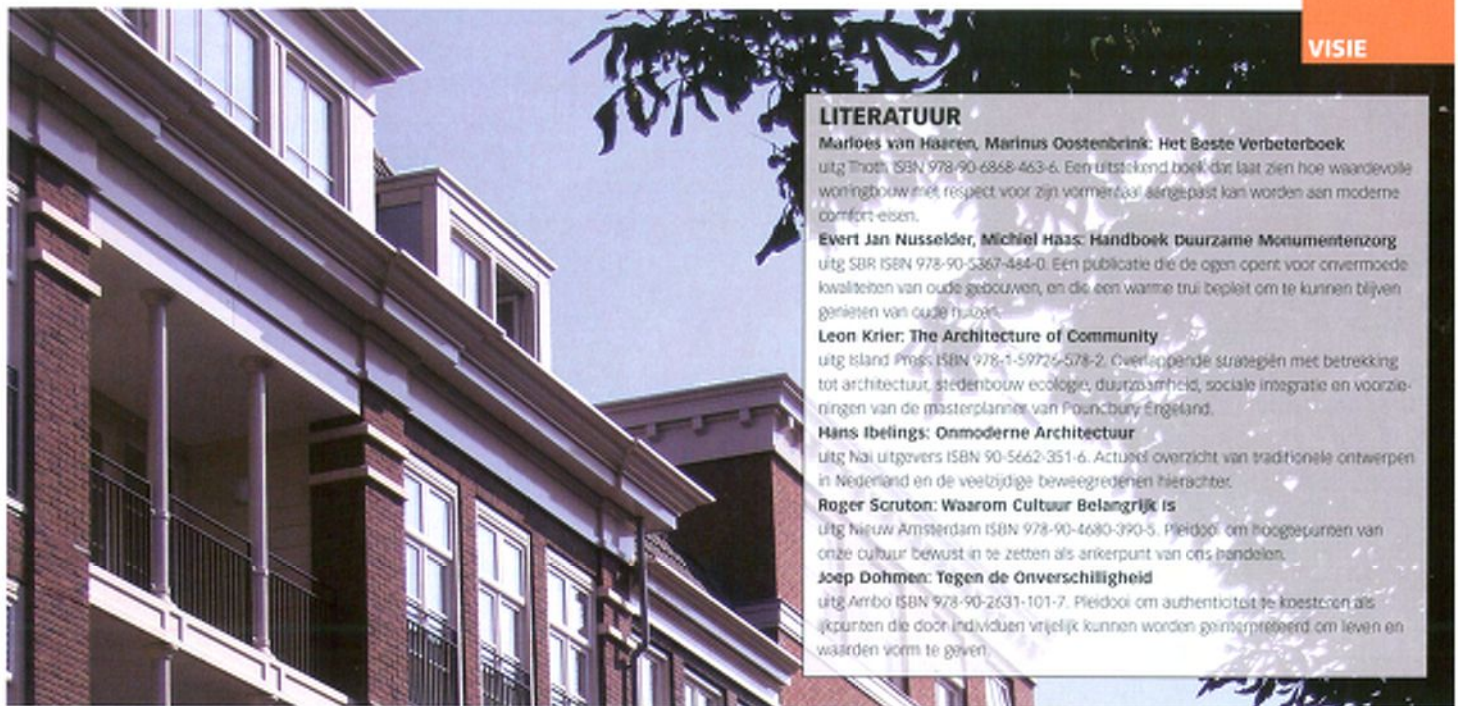 VISIE
LITERATUUR
Marloes van Haaren, Marinus Oostenbrink: Het Beste Verbeterboek
uitg Thoth ISBN 978-90-6868-463-6. Een uitstekend boek dat laat zien hoe waardevolle
woningbouw met respect voor zijn vormentaal aangepast kan worden aan moderne
comfort-eisen.
Evert Jan Nusselder, Michiel Haas: Handboek Duurzame Monumentenzorg
uitg SBR ISBN 978-90-5367-484-0. Een publicatie die de ogen opent voor onvermoede
kwaliteiten van oude gebouwen, en die een warme trui bepleit om te kunnen blijven
genieten van oude huizen.
Leon Krier: The Architecture of Community
uitg Island Press ISBN 978-1-59726-578-2. Overlappende strategiën met betrekking
tot architectuur, stedenbouw ecologie, duurzaamheid, sociale integratie en voorzie-
ningen van de masterplanner van Poundbury Engeland.
Hans Ibelings: Onmoderne Architectuur
uitg Nai uitgevers ISBN 90-5662-351-6. Actueel overzicht van traditionele ontwerpen
in Nederland en de veelzijdige beweegredenen hierachter.
Roger Scruton: Waarom Cultuur Belangrijk is
uitg Nieuw Amsterdam ISBN 978-90-4680-390-5. Pleidooi om hoogtepunten van
onze cultuur bewust in te zetten als ankerpunt van ons handelen.
Joep Dohmen: Tegen de Onverschilligheid
uitg Ambo ISBN 978-90-2631-101-7. Pleidooi om authenticiteit te koesteren als
ijkpunten die door individuen vrijelijk kunnen worden geïnterpreteerd om leven en
waarden vorm te geven.